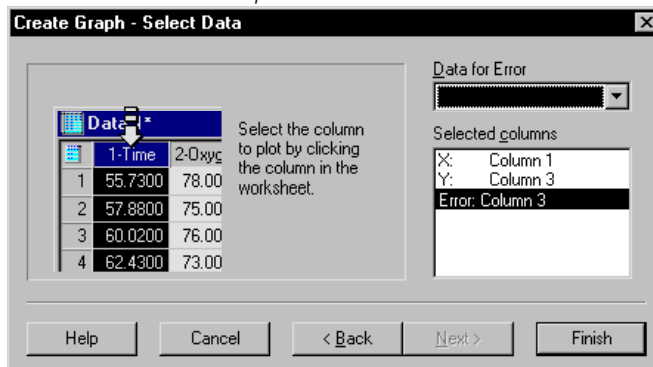 Create Graph - Select Data
Data for Error
Data 1*
1-Time 2-Oxyg
1 55.7300 78.00
2 57.8800 75.00
3 60.0200 76.00
4 62.4300 73.00
Select the column
to plot by clicking
the column in the
worksheet.
Selected columns
X: Column 1
Y: Column 3
Error: Column 3
Help
Cancel
< Back
Next >
Finish